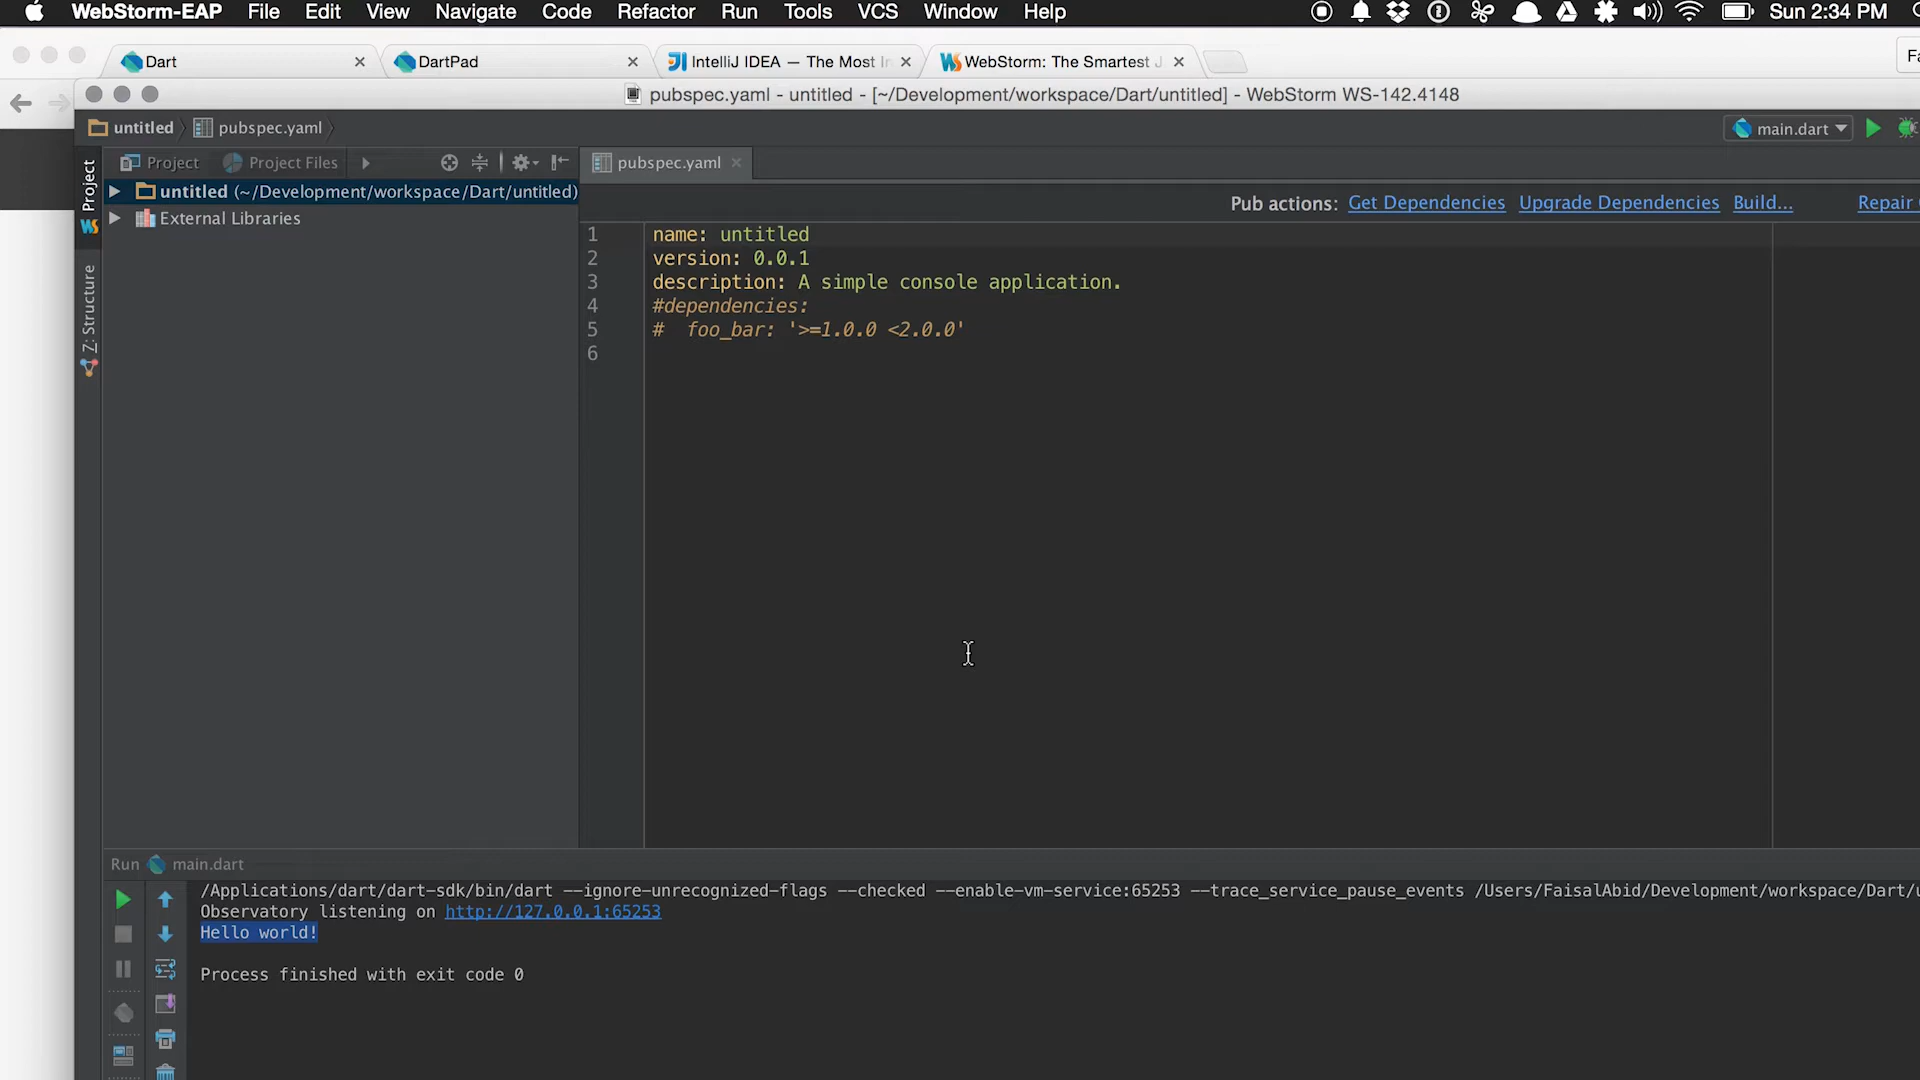 WebStorm-EAP File Edit View Navigate Code Refactor Run Tools VCS Window Help Sun 2:34 PM
Dart DartPad IntelliJ IDEA — The Most In WebStorm: The Smartest J Fa
pubspec.yaml - untitled - [~/Development/workspace/Dart/untitled] - WebStorm WS-142.4148
untitled pubspec.yaml main.dart
Project Project Files pubspec.yaml
Project
Z: Structure
untitled (~/Development/workspace/Dart/untitled)
External Libraries
Pub actions: Get Dependencies Upgrade Dependencies Build... Repair
1 name: untitled
2 version: 0.0.1
3 description: A simple console application.
4 #dependencies:
5 #  foo_bar: '>=1.0.0 <2.0.0'
6
Run main.dart
/Applications/dart/dart-sdk/bin/dart --ignore-unrecognized-flags --checked --enable-vm-service:65253 --trace_service_pause_events /Users/FaisalAbid/Development/workspace/Dart/u
Observatory listening on http://127.0.0.1:65253
Hello world!
Process finished with exit code 0